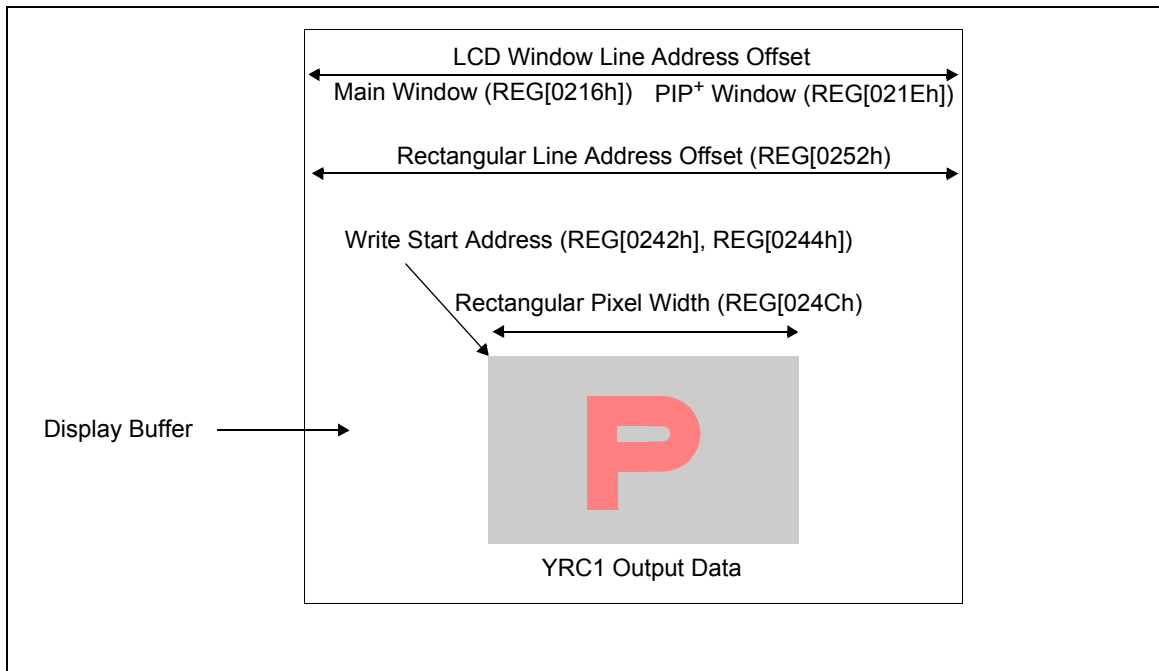 LCD Window Line Address Offset
Main Window (REG[0216h]) PIP+ Window (REG[021Eh])
Rectangular Line Address Offset (REG[0252h)
Write Start Address (REG[0242h], REG[0244h])
Rectangular Pixel Width (REG[024Ch)
P
Display Buffer
YRC1 Output Data